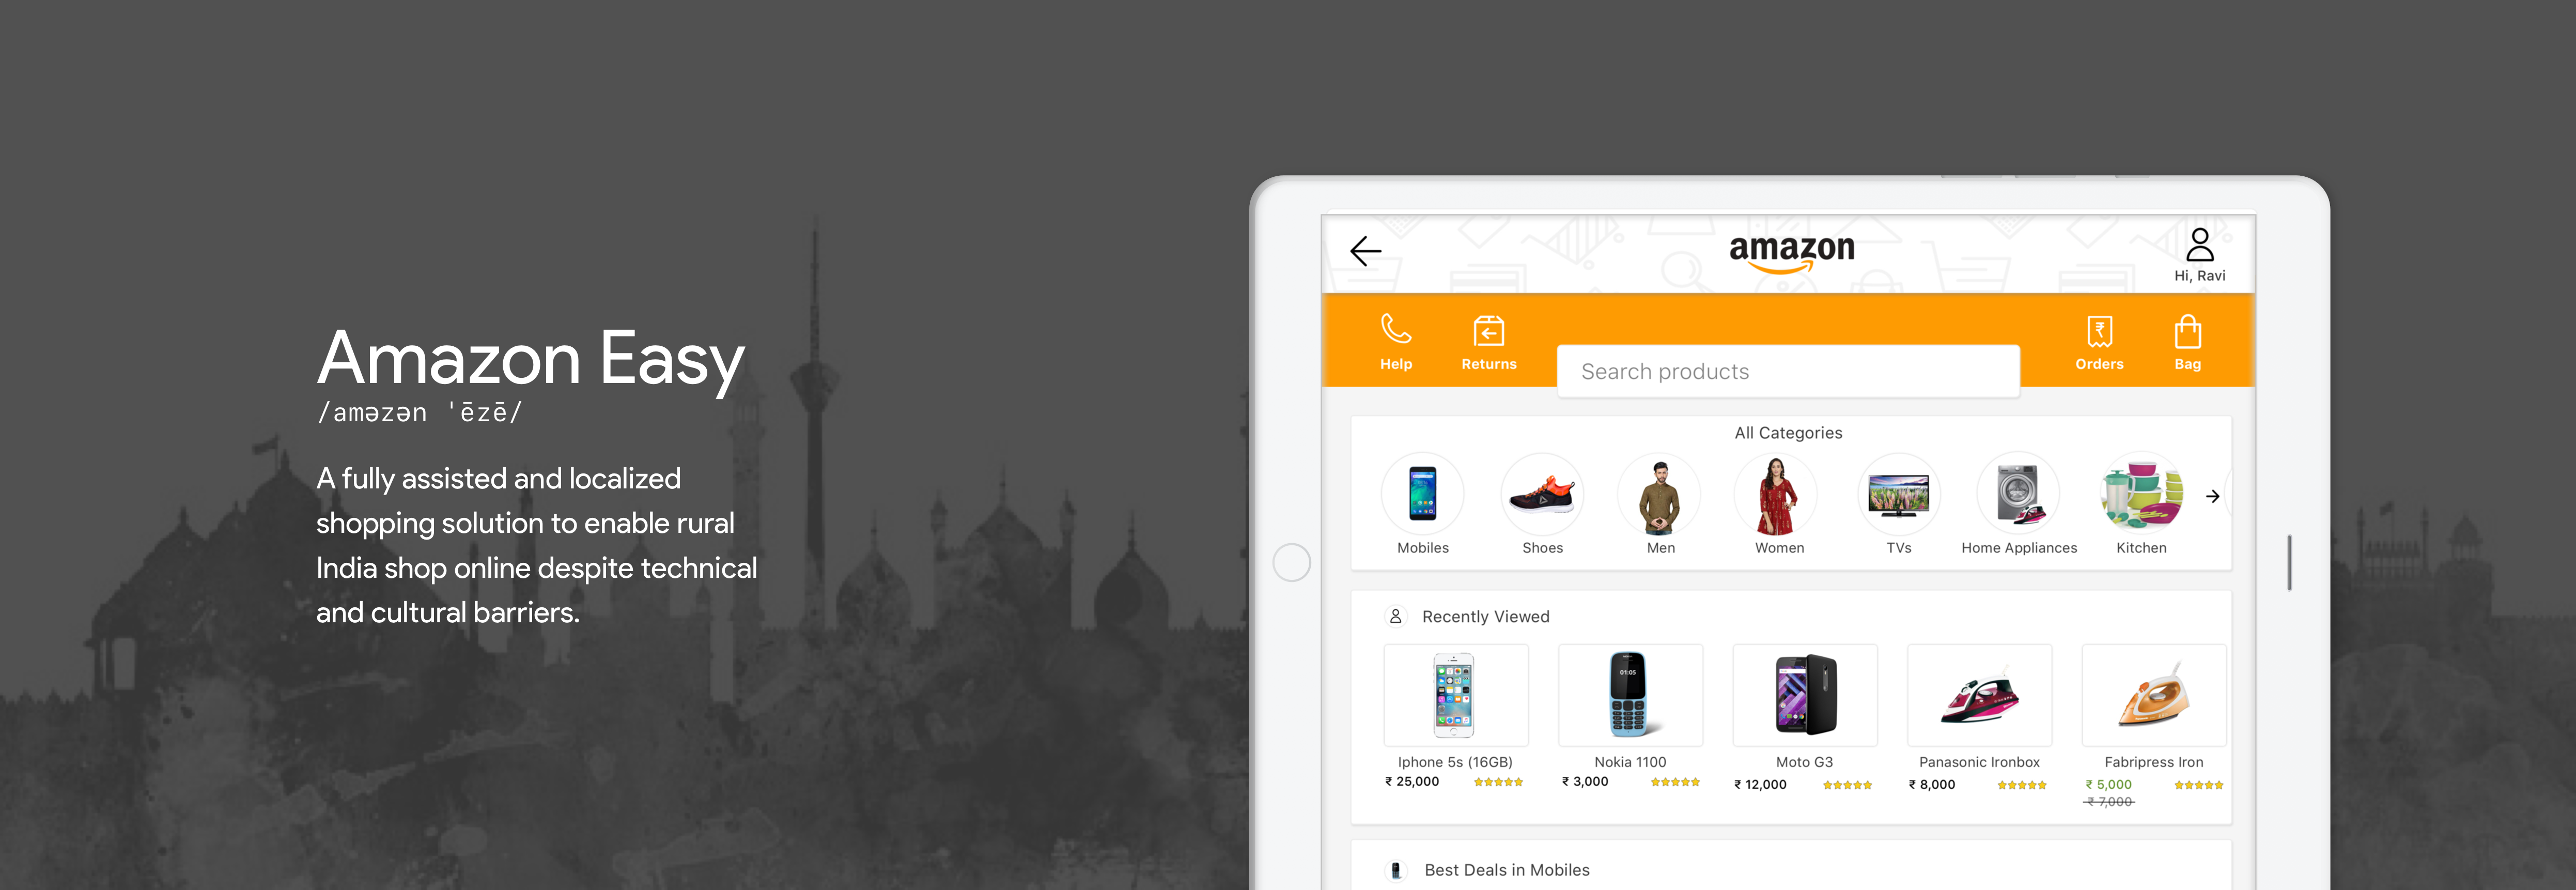 Amazon Easy
/aməzən ˈēzē/
A fully assisted and localized
shopping solution to enable rural
India shop online despite technical
and cultural barriers.
amazon
Hi, Ravi
Help
Returns
Search products
Orders
Bag
All Categories
Mobiles
Shoes
Men
Women
TVs
Home Appliances
Kitchen
Recently Viewed
01:05
Iphone 5s (16GB)
₹ 25,000
Nokia 1100
₹ 3,000
Moto G3
₹ 12,000
Panasonic Ironbox
₹ 8,000
Fabripress Iron
₹ 5,000
₹ 7,000
Best Deals in Mobiles